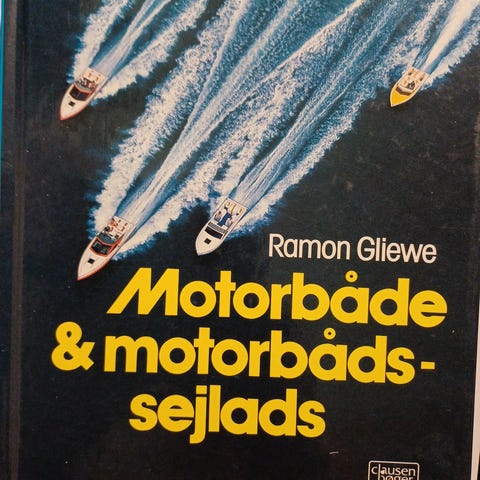 Ramon Gliewe
Motorbåde
& motorbåds-
sejlads
clausen
bøger